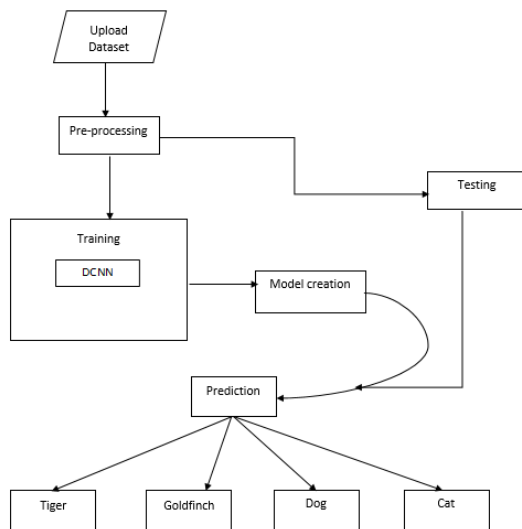 Upload
Dataset
Pre-processing
Testing
Training
DCNN
Model creation
Prediction
Tiger
Goldfinch
Dog
Cat